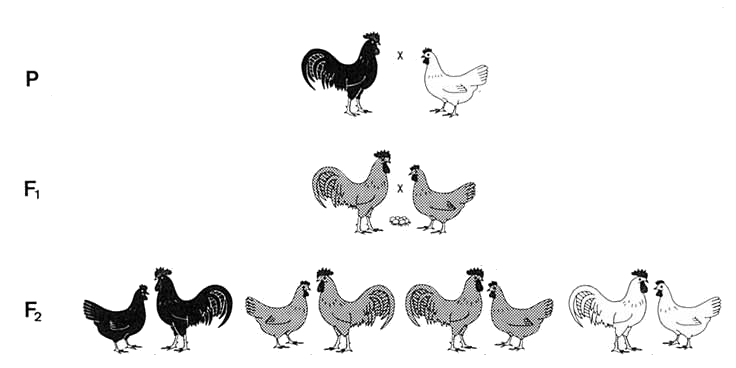 P x
F₁ x
F₂